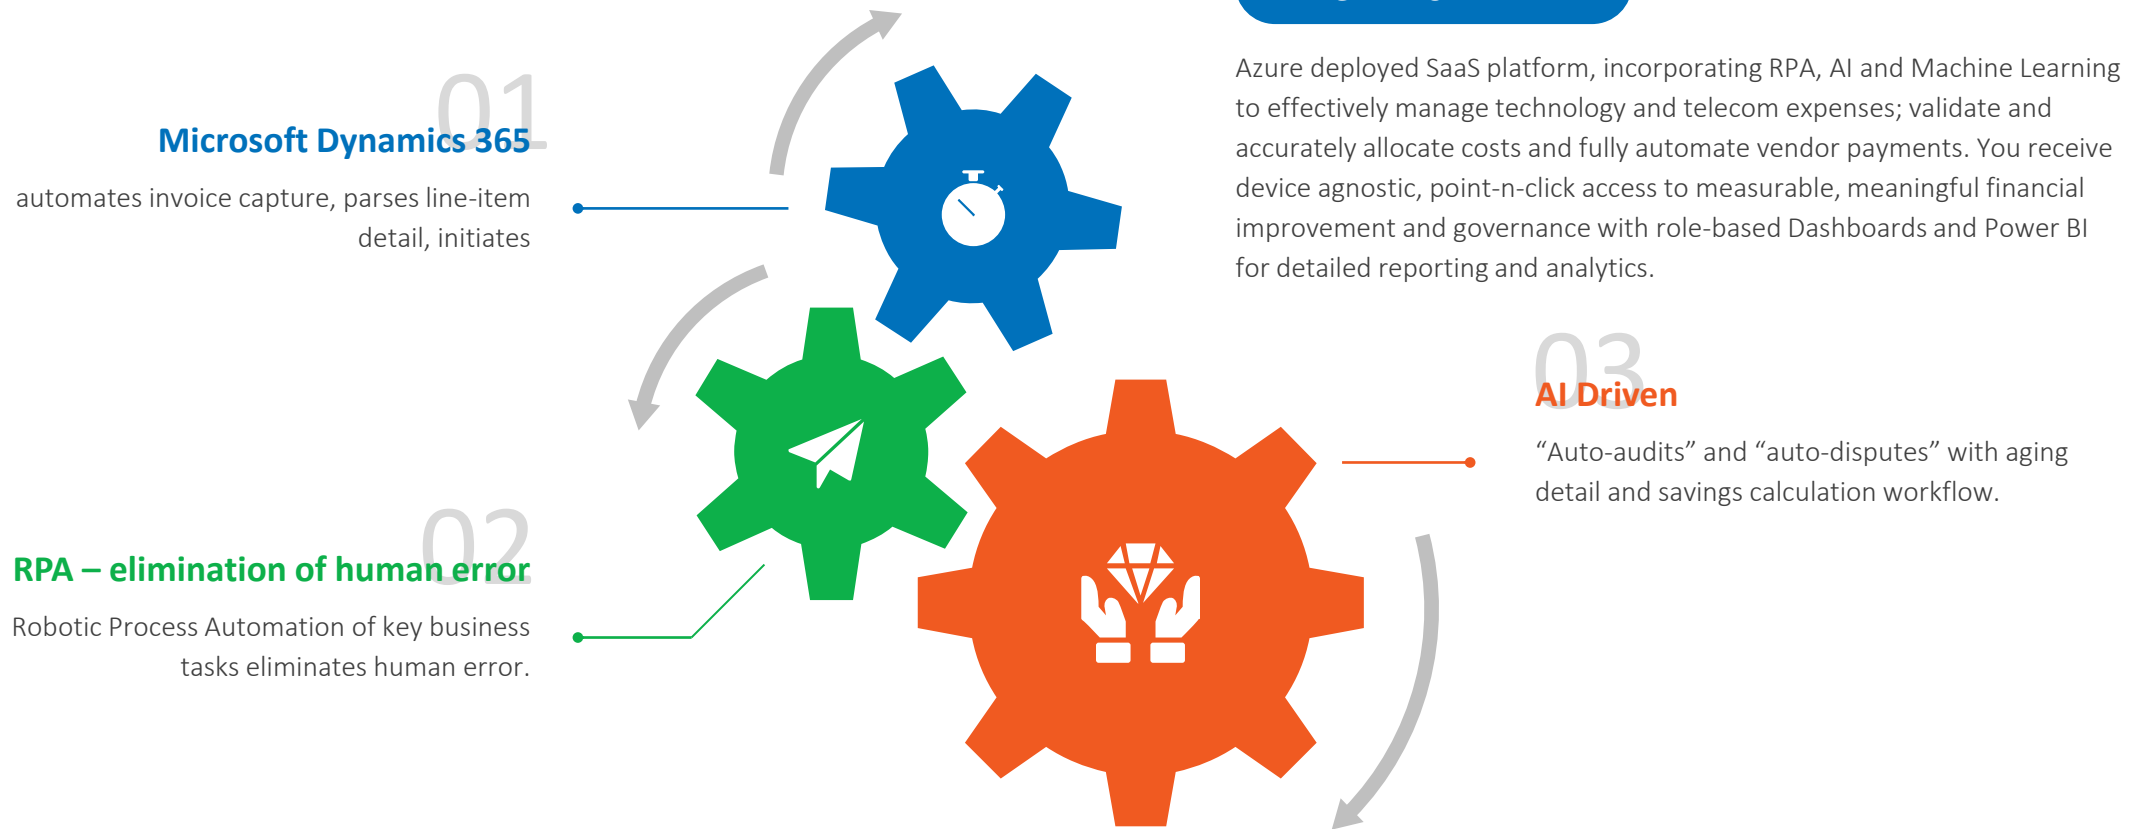 01
Microsoft Dynamics 365
automates invoice capture, parses line-item
detail, initiates
02
RPA – elimination of human error
Robotic Process Automation of key business
tasks eliminates human error.
Azure deployed SaaS platform, incorporating RPA, AI and Machine Learning
to effectively manage technology and telecom expenses; validate and
accurately allocate costs and fully automate vendor payments. You receive
device agnostic, point-n-click access to measurable, meaningful financial
improvement and governance with role-based Dashboards and Power BI
for detailed reporting and analytics.
03
AI Driven
“Auto-audits” and “auto-disputes” with aging
detail and savings calculation workflow.